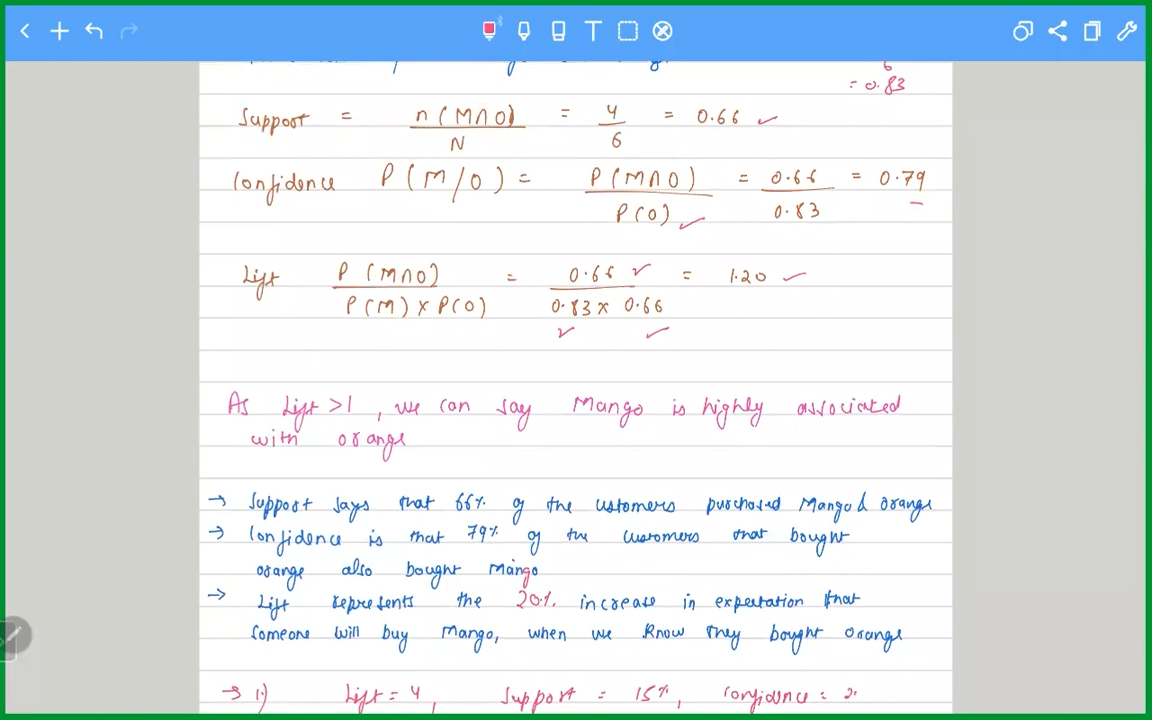 = 0.83
Support = n(M∩O) / N = 4/6 = 0.66 ✓
Confidence P(M/O) = P(M∩O) / P(O) ✓ = 0.66 / 0.83 = 0.79
Lift P(M∩O) / P(M) x P(O) = 0.66 ✓ / 0.83 x 0.66 = 1.20 ✓
As Lift >1, we can say Mango is highly associated
with orange
→ Support says that 66% of the customers purchased Mango & orange
→ Confidence is that 79% of the customers that bought
orange also bought mango
→ Lift represents the 20% increase in expectation that
someone will buy mango, when we know they bought orange
→ 1.) Lift = 4, Support = 15%, Confidence =